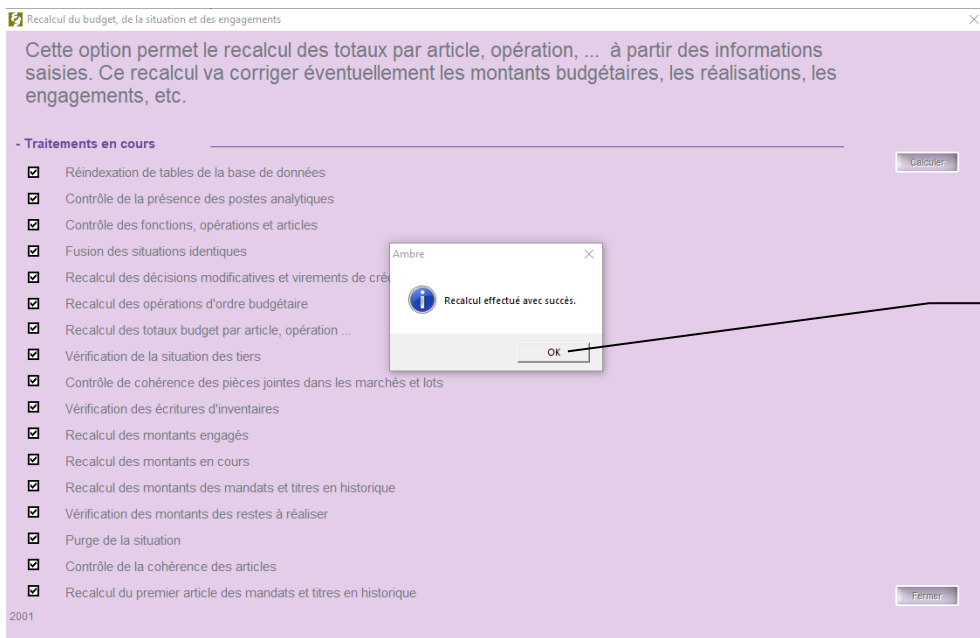 Recalcul du budget, de la situation et des engagements
Cette option permet le recalcul des totaux par article, opération, ... à partir des informations
saisies. Ce recalcul va corriger éventuellement les montants budgétaires, les réalisations, les
engagements, etc.
- Traitements en cours
Calculer
Réindexation de tables de la base de données
Contrôle de la présence des postes analytiques
Contrôle des fonctions, opérations et articles
Fusion des situations identiques
Recalcul des décisions modificatives et virements de
Recalcul des opérations d'ordre budgétaire
Recalcul des totaux budget par article, opération ...
Vérification de la situation des tiers
Contrôle de cohérence des pièces jointes dans les marchés et lots
Vérification des écritures d'inventaires
Recalcul des montants engagés
Recalcul des montants en cours
Recalcul des montants des mandats et titres en historique
Vérification des montants des restes à réaliser
Purge de la situation
Contrôle de la cohérence des articles
Recalcul du premier article des mandats et titres en historique
Ambre
Recalcul effectué avec succès.
OK
Fermer
2001